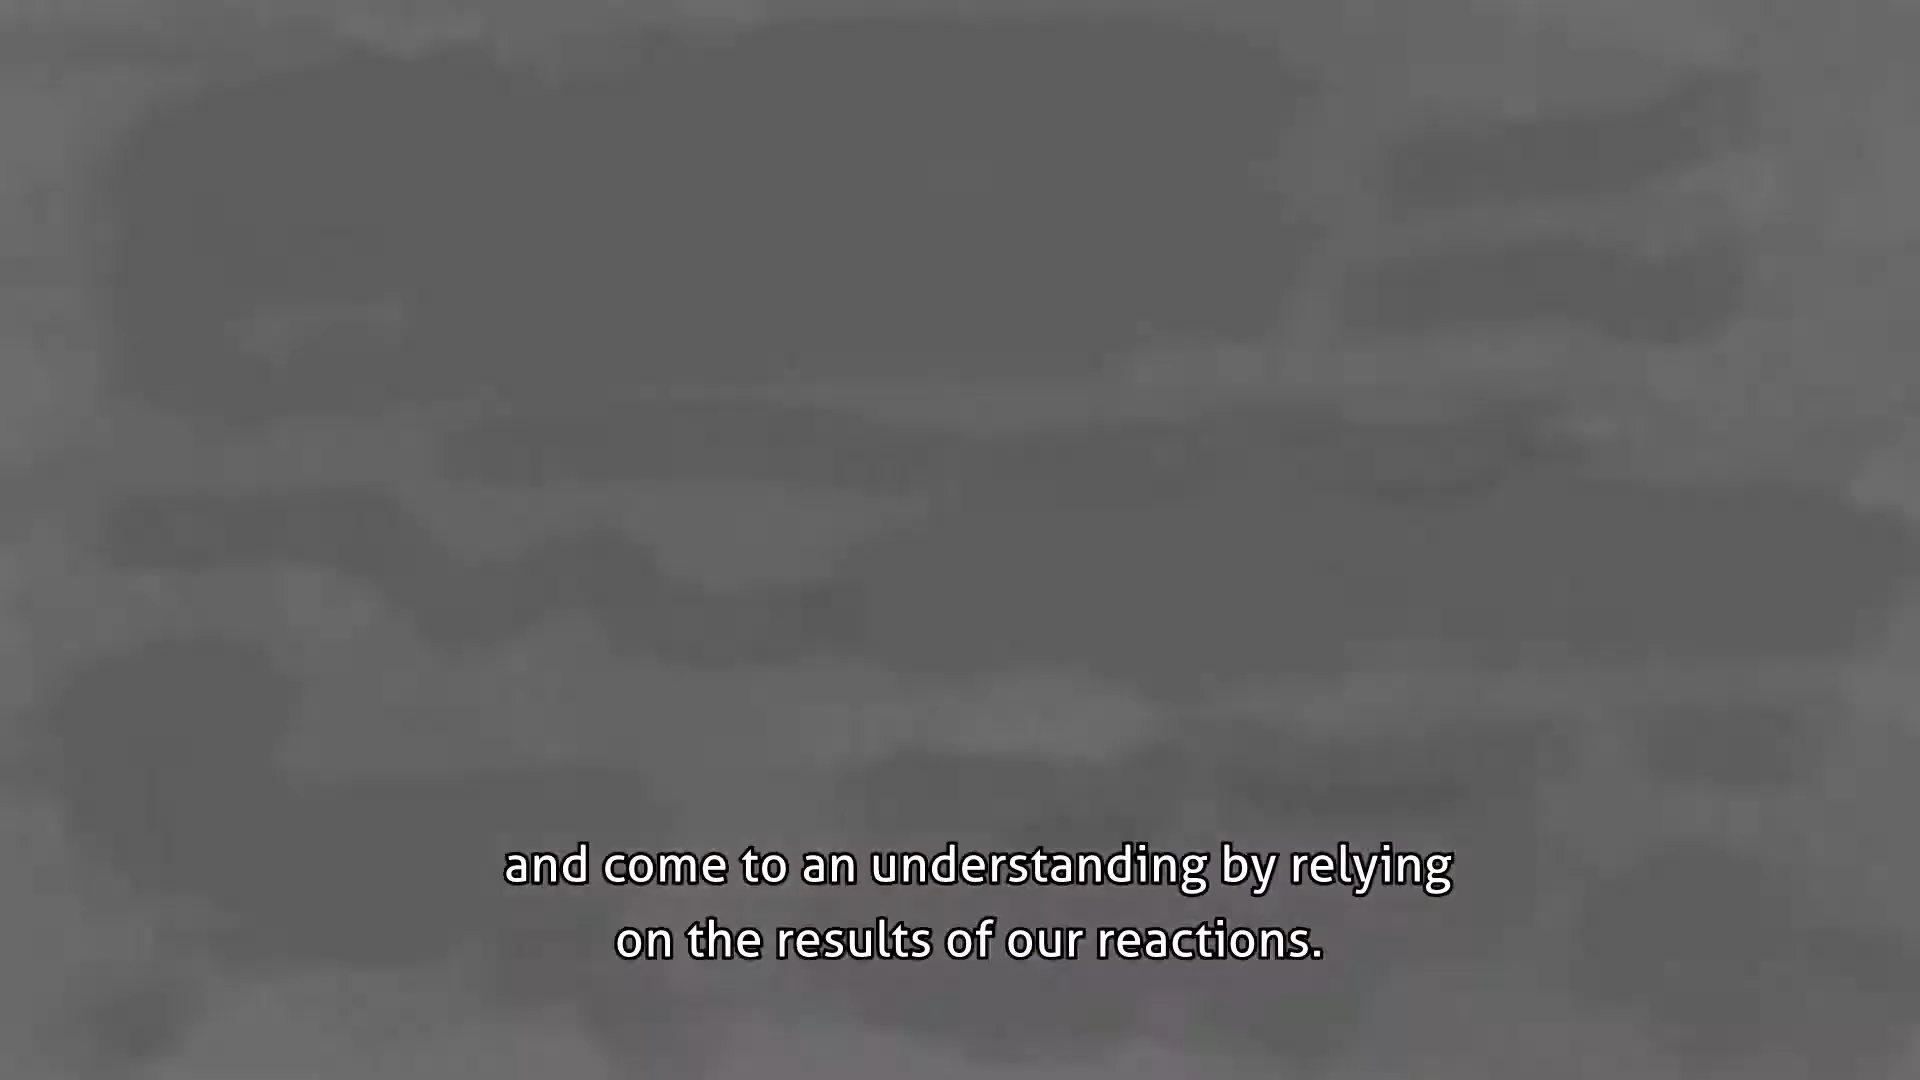 and come to an understanding by relying
on the results of our reactions.